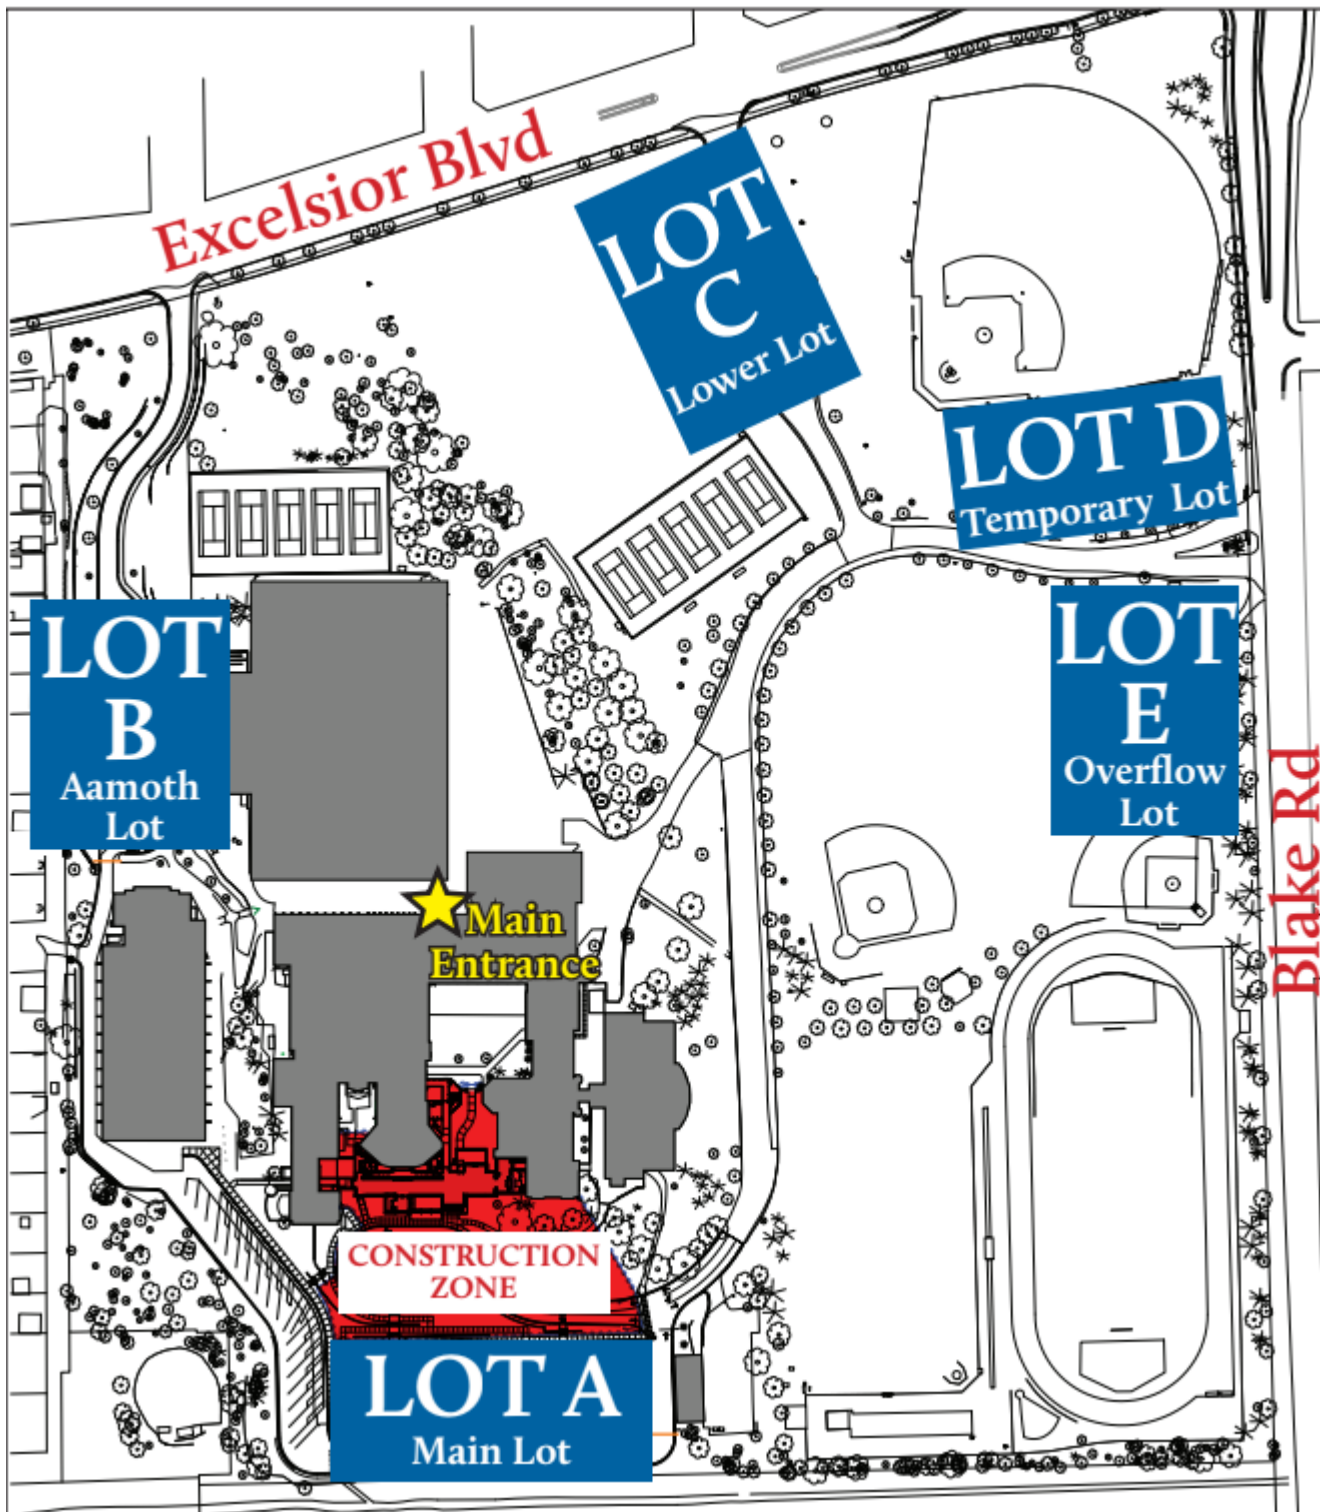 Excelsior Blvd
LOT
C
Lower Lot
LOT D
Temporary Lot
LOT
B
Aamoth
Lot
LOT
E
Overflow
Lot
Blake Rd
Main
Entrance
CONSTRUCTION
ZONE
LOT A
Main Lot